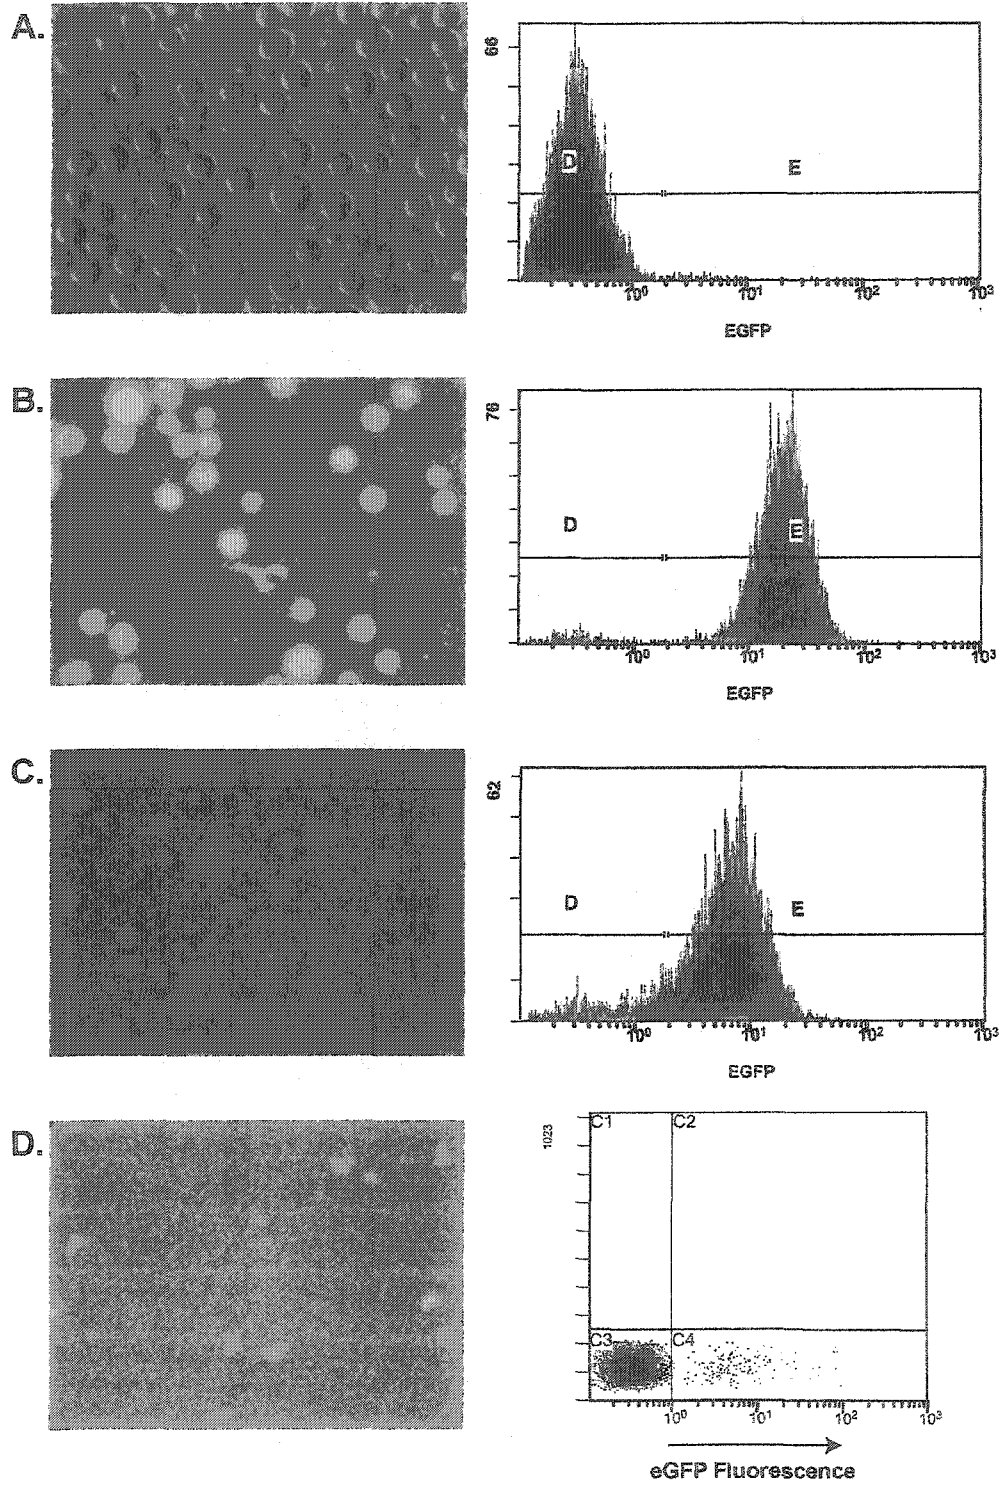 A.
66
D
E
10⁰ 10¹ 10² 10³
EGFP
B.
76
D
E
10⁰ 10¹ 10² 10³
EGFP
C.
62
D
E
10⁰ 10¹ 10² 10³
EGFP
D.
1023
C1 C2
C3 C4
10⁰ 10¹ 10² 10³
eGFP Fluorescence